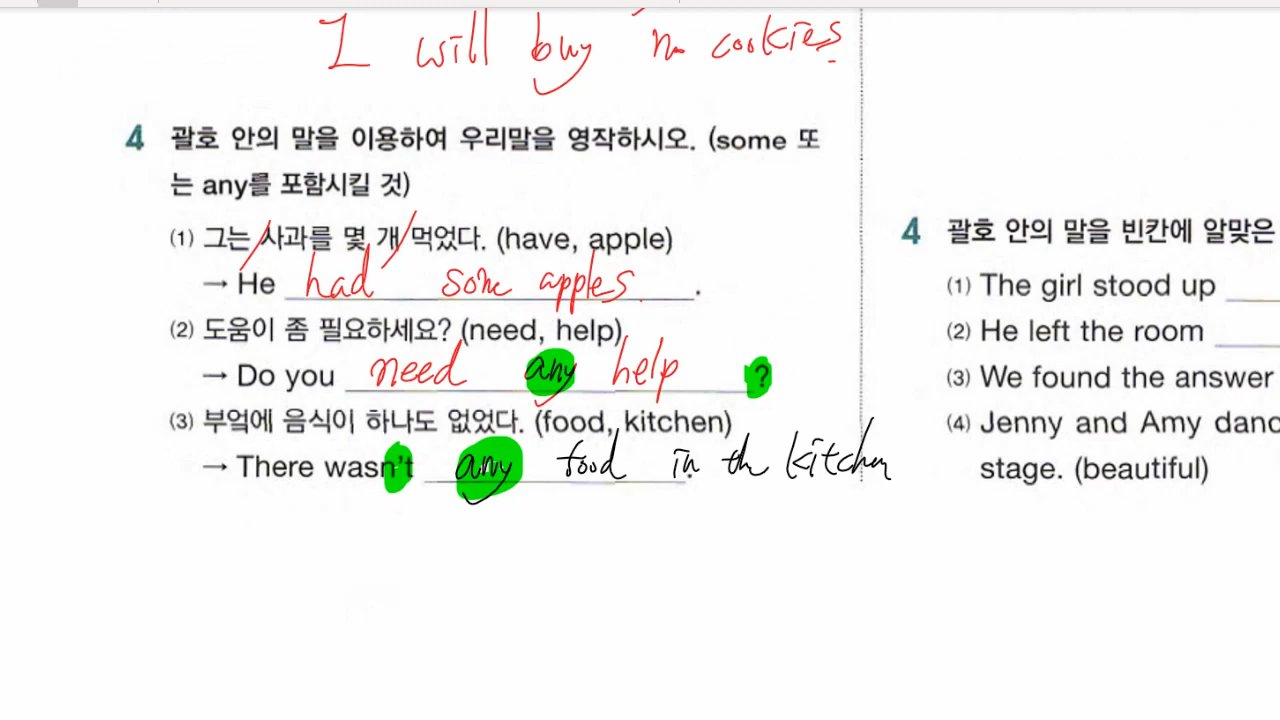 I will buy no cookies.
4 괄호 안의 말을 이용하여 우리말을 영작하시오. (some 또
는 any를 포함시킬 것)
(1) 그는 사과를 몇 개 먹었다. (have, apple)
→ He had some apples.
(2) 도움이 좀 필요하세요? (need, help)
→ Do you need any help ?
(3) 부엌에 음식이 하나도 없었다. (food, kitchen)
→ There wasn't any food in the kitchen
4 괄호 안의 말을 빈칸에 알맞은
(1) The girl stood up
(2) He left the room
(3) We found the answer
(4) Jenny and Amy danc
stage. (beautiful)